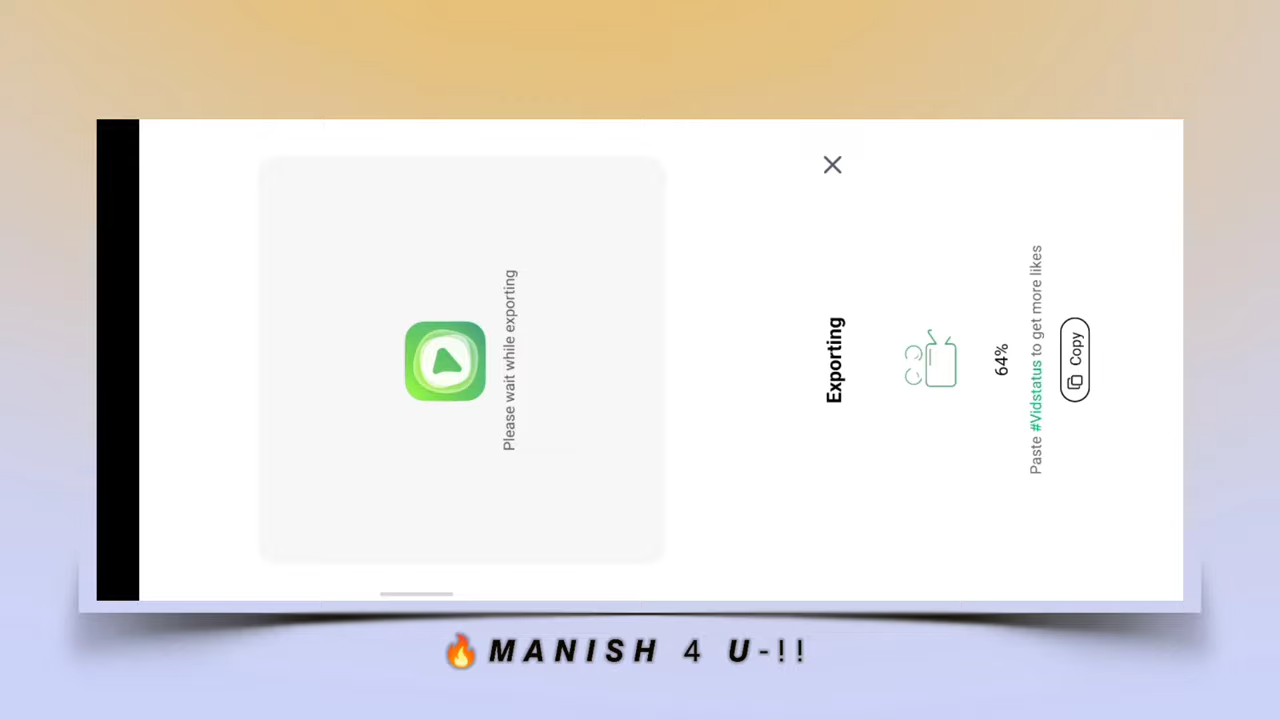 Please wait while exporting
Exporting
64%
Paste #Vidstatus to get more likes
Copy
🔥MANISH 4 U-!!